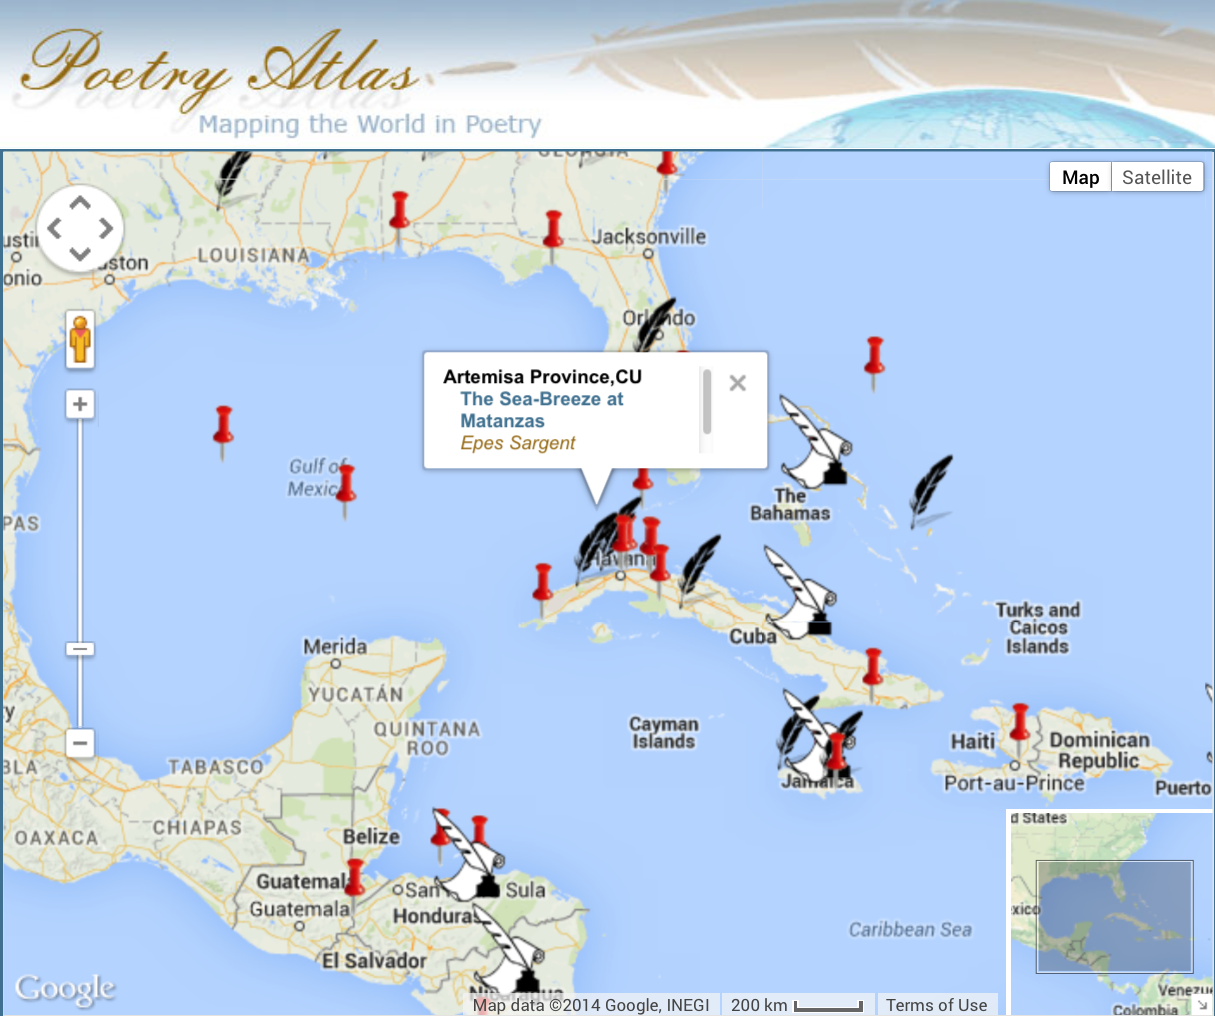 Poetry Atlas
Mapping the World in Poetry
GEORGIA
Map
Satellite
Jacksonville
LOUISIANA
Orlando
Artemisa Province,CU
The Sea-Breeze at
Matanzas
Epes Sargent
Gulf of
Mexico
The
Bahamas
Havana
Turks and
Caicos
Islands
Cuba
Merida
YUCATÁN
QUINTANA
ROO
Cayman
Islands
Haiti
Dominican
Republic
TABASCO
Jamaica
Port-au-Prince
Puerto
CHIAPAS
OAXACA
Belize
d States
Guatemala
San
Sula
xico
Guatemala
Honduras
Caribbean Sea
El Salvador
Google
Nicaragua
Venezu
Colombia
Map data ©2014 Google, INEGI
200 km
Terms of Use